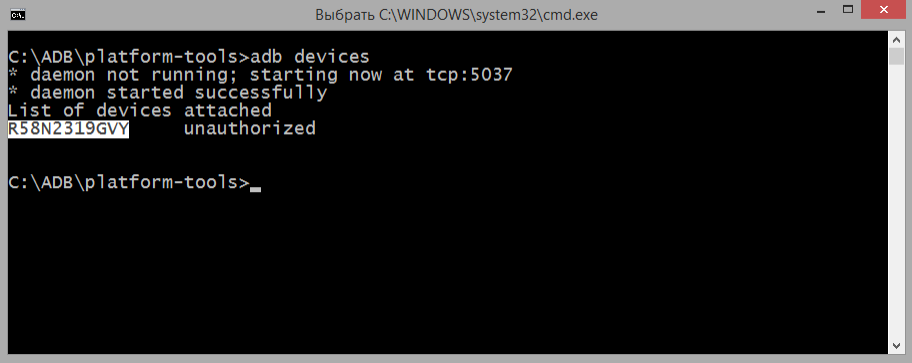 Выбрать C:\WINDOWS\system32\cmd.exe
C:\ADB\platform-tools>adb devices
* daemon not running; starting now at tcp:5037
* daemon started successfully
List of devices attached
R58N2319GVY     unauthorized
C:\ADB\platform-tools>_